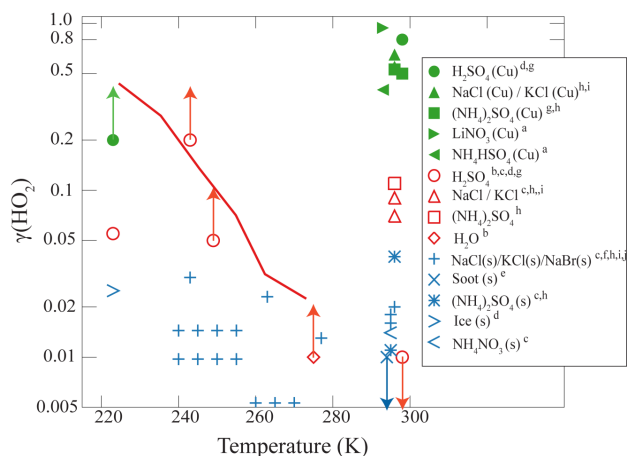 γ(HO₂)
1.0
0.8
0.5
0.2
0.1
0.05
0.02
0.01
0.005
220
240
260
280
300
Temperature (K)
H₂SO₄ (Cu) d,g
NaCl (Cu) / KCl (Cu) h,i
(NH₄)₂SO₄ (Cu) g,h
LiNO₃ (Cu) a
NH₄HSO₄ (Cu) a
H₂SO₄ b,c,d,g
NaCl / KCl c,h,,i
(NH₄)₂SO₄ h
H₂O b
NaCl(s)/KCl(s)/NaBr(s) c,f,h,i,j
Soot (s) e
(NH₄)₂SO₄(s) c,h
Ice (s) d
NH₄NO₃ (s) c